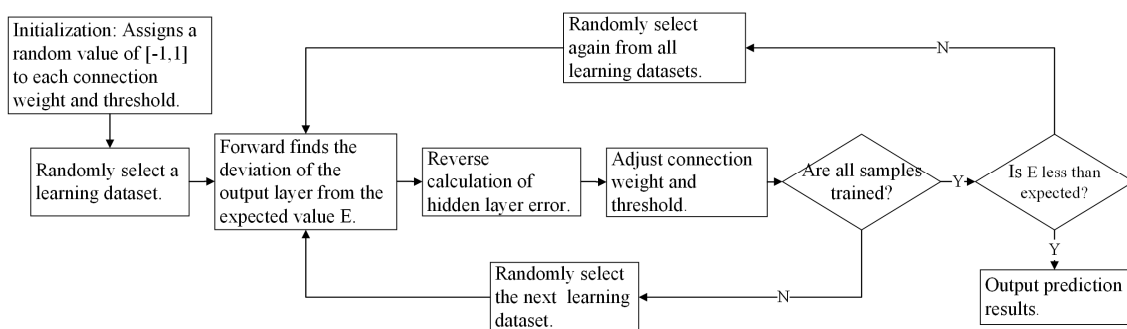 Initialization: Assigns a
random value of [-1,1]
to each connection
weight and threshold.
Randomly select a
learning dataset.
Forward finds the
deviation of the
output layer from the
expected value E.
Reverse
calculation of
hidden layer error.
Adjust connection
weight and
threshold.
Are all samples
trained?
Y
Is E less than
expected?
Y
Output prediction
results.
N
Randomly select
again from all
learning datasets.
N
Randomly select
the next learning
dataset.